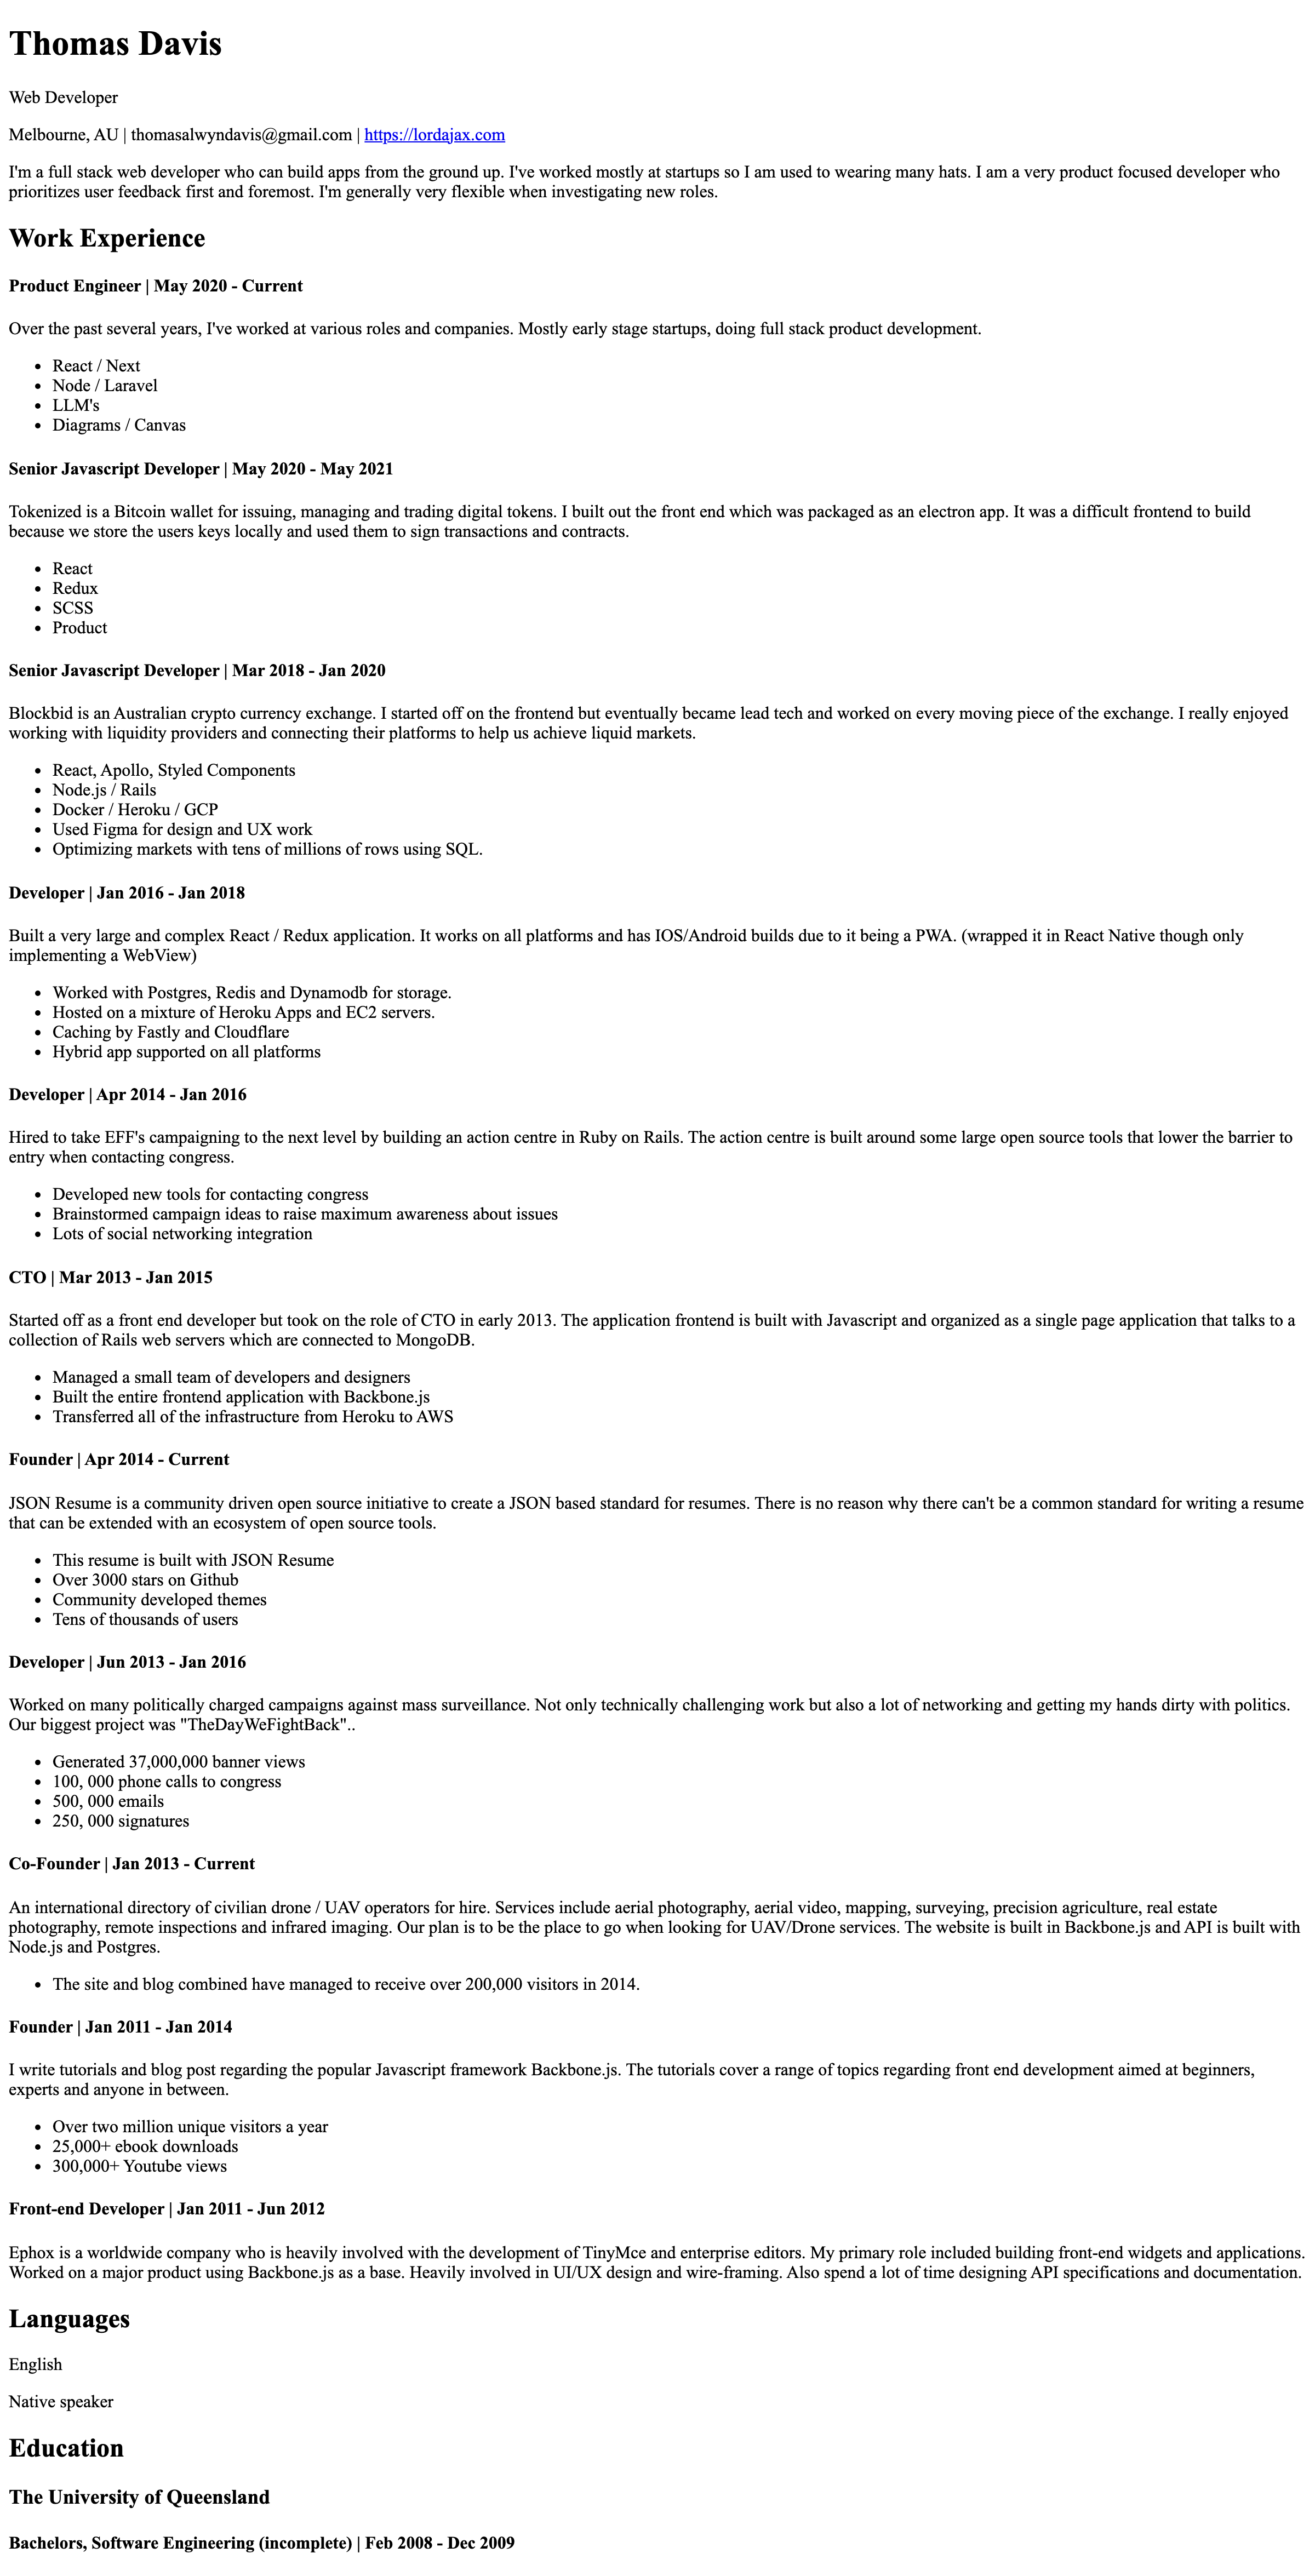 Thomas Davis
Web Developer
Melbourne, AU | thomasalwyndavis@gmail.com | https://lordajax.com
I'm a full stack web developer who can build apps from the ground up. I've worked mostly at startups so I am used to wearing many hats. I am a very product focused developer who
prioritizes user feedback first and foremost. I'm generally very flexible when investigating new roles.
Work Experience
Product Engineer | May 2020 - Current
Over the past several years, I've worked at various roles and companies. Mostly early stage startups, doing full stack product development.
• React / Next
• Node / Laravel
• LLM's
• Diagrams / Canvas
Senior Javascript Developer | May 2020 - May 2021
Tokenized is a Bitcoin wallet for issuing, managing and trading digital tokens. I built out the front end which was packaged as an electron app. It was a difficult frontend to build
because we store the users keys locally and used them to sign transactions and contracts.
• React
• Redux
• SCSS
• Product
Senior Javascript Developer | Mar 2018 - Jan 2020
Blockbid is an Australian crypto currency exchange. I started off on the frontend but eventually became lead tech and worked on every moving piece of the exchange. I really enjoyed
working with liquidity providers and connecting their platforms to help us achieve liquid markets.
• React, Apollo, Styled Components
• Node.js / Rails
• Docker / Heroku / GCP
• Used Figma for design and UX work
• Optimizing markets with tens of millions of rows using SQL.
Developer | Jan 2016 - Jan 2018
Built a very large and complex React / Redux application. It works on all platforms and has IOS/Android builds due to it being a PWA. (wrapped it in React Native though only
implementing a WebView)
• Worked with Postgres, Redis and Dynamodb for storage.
• Hosted on a mixture of Heroku Apps and EC2 servers.
• Caching by Fastly and Cloudflare
• Hybrid app supported on all platforms
Developer | Apr 2014 - Jan 2016
Hired to take EFF's campaigning to the next level by building an action centre in Ruby on Rails. The action centre is built around some large open source tools that lower the barrier to
entry when contacting congress.
• Developed new tools for contacting congress
• Brainstormed campaign ideas to raise maximum awareness about issues
• Lots of social networking integration
CTO | Mar 2013 - Jan 2015
Started off as a front end developer but took on the role of CTO in early 2013. The application frontend is built with Javascript and organized as a single page application that talks to a
collection of Rails web servers which are connected to MongoDB.
• Managed a small team of developers and designers
• Built the entire frontend application with Backbone.js
• Transferred all of the infrastructure from Heroku to AWS
Founder | Apr 2014 - Current
JSON Resume is a community driven open source initiative to create a JSON based standard for resumes. There is no reason why there can't be a common standard for writing a resume
that can be extended with an ecosystem of open source tools.
• This resume is built with JSON Resume
• Over 3000 stars on Github
• Community developed themes
• Tens of thousands of users
Developer | Jun 2013 - Jan 2016
Worked on many politically charged campaigns against mass surveillance. Not only technically challenging work but also a lot of networking and getting my hands dirty with politics.
Our biggest project was "TheDayWeFightBack"..
• Generated 37,000,000 banner views
• 100, 000 phone calls to congress
• 500, 000 emails
• 250, 000 signatures
Co-Founder | Jan 2013 - Current
An international directory of civilian drone / UAV operators for hire. Services include aerial photography, aerial video, mapping, surveying, precision agriculture, real estate
photography, remote inspections and infrared imaging. Our plan is to be the place to go when looking for UAV/Drone services. The website is built in Backbone.js and API is built with
Node.js and Postgres.
• The site and blog combined have managed to receive over 200,000 visitors in 2014.
Founder | Jan 2011 - Jan 2014
I write tutorials and blog post regarding the popular Javascript framework Backbone.js. The tutorials cover a range of topics regarding front end development aimed at beginners,
experts and anyone in between.
• Over two million unique visitors a year
• 25,000+ ebook downloads
• 300,000+ Youtube views
Front-end Developer | Jan 2011 - Jun 2012
Ephox is a worldwide company who is heavily involved with the development of TinyMce and enterprise editors. My primary role included building front-end widgets and applications.
Worked on a major product using Backbone.js as a base. Heavily involved in UI/UX design and wire-framing. Also spend a lot of time designing API specifications and documentation.
Languages
English
Native speaker
Education
The University of Queensland
Bachelors, Software Engineering (incomplete) | Feb 2008 - Dec 2009